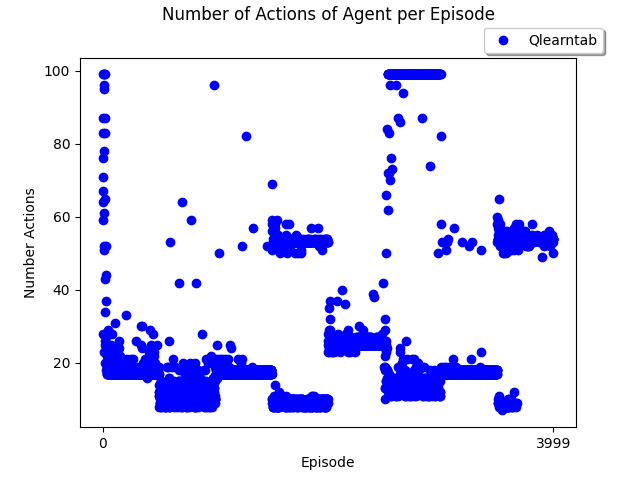 Number of Actions of Agent per Episode
Qlearntab
100
80
60
40
20
Number Actions
0
3999
Episode